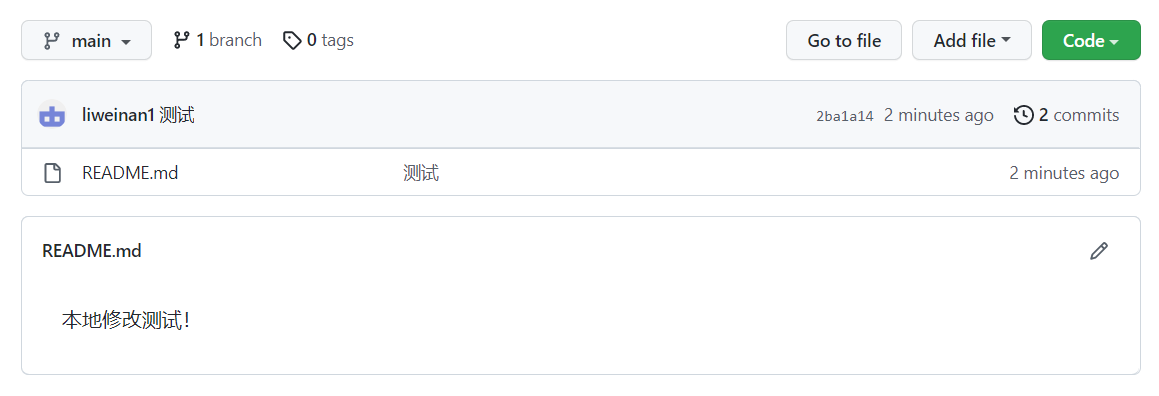 main 1 branch 0 tags Go to file Add file Code
liweinan1 测试 2ba1a14 2 minutes ago 2 commits
README.md 测试 2 minutes ago
README.md
本地修改测试！